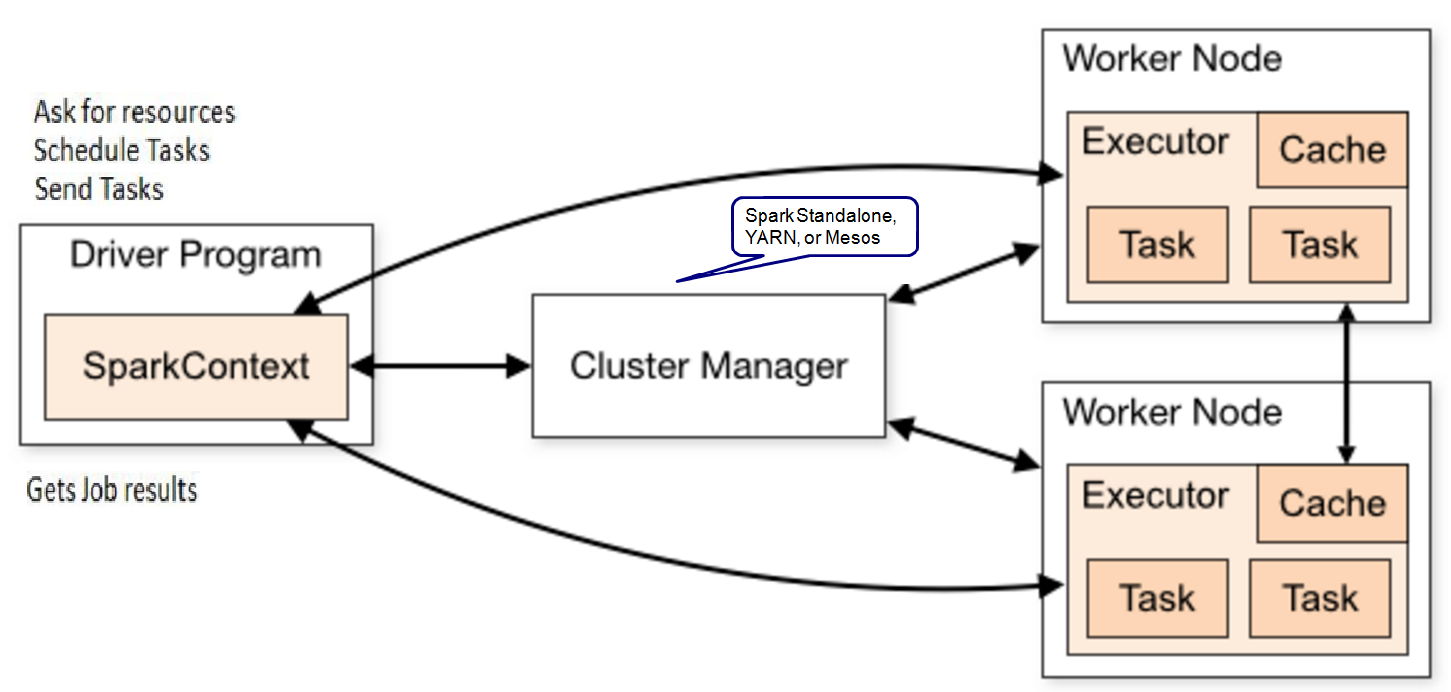 Ask for resources
Schedule Tasks
Send Tasks
Driver Program
SparkContext
Gets Job results
Spark Standalone,
YARN, or Mesos
Cluster Manager
Worker Node
Executor
Cache
Task
Task
Worker Node
Executor
Cache
Task
Task